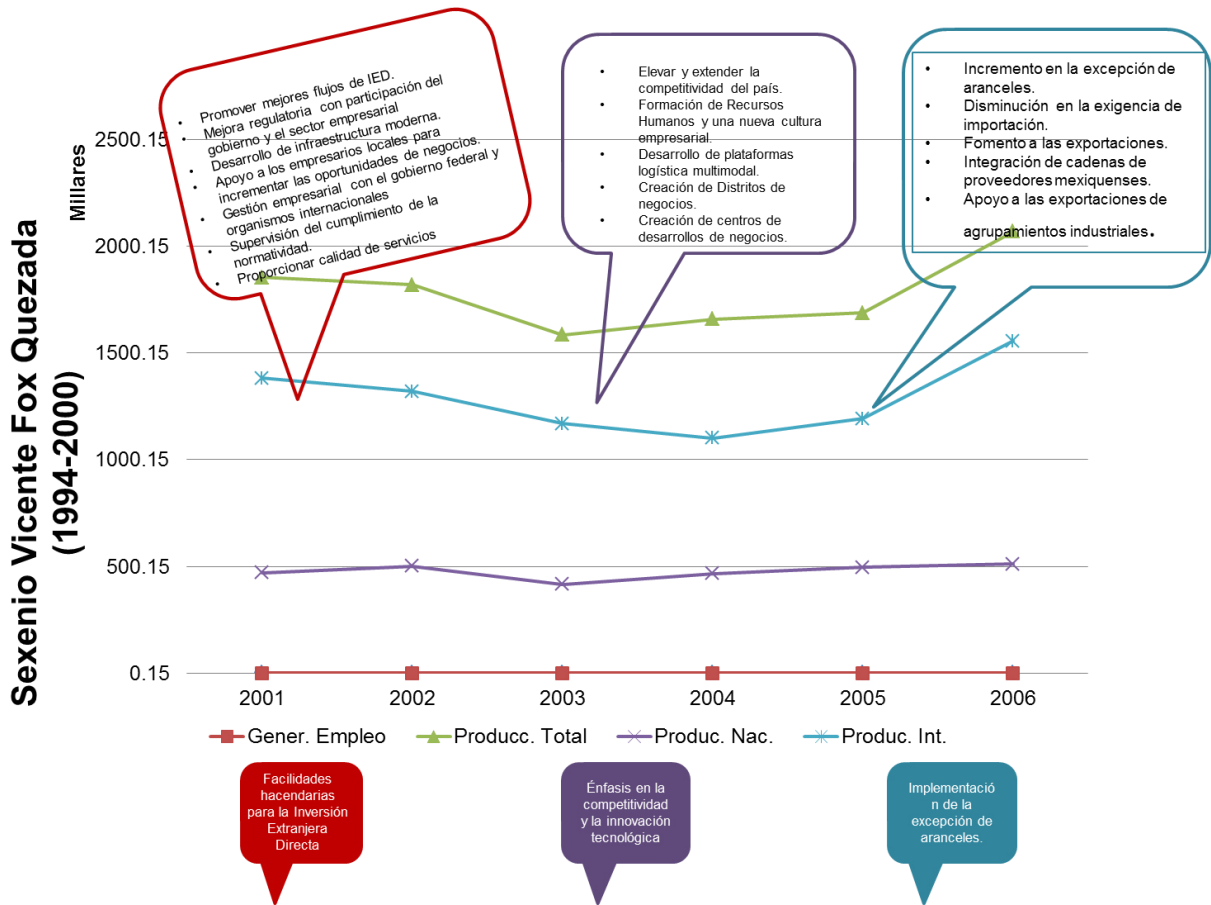 Sexenio Vicente Fox Quezada
(1994-2000)
Millares
2500.15
2000.15
1500.15
1000.15
500.15
0.15
• Promover mejores flujos de IED.
• Mejora regulatoria con participación del
gobierno y el sector empresarial
• Desarrollo de infraestructura moderna.
• Apoyo a los empresarios locales para
incrementar las oportunidades de negocios.
• Gestión empresarial con el gobierno federal y
organismos internacionales
• Supervisión del cumplimiento de la
normatividad.
• Proporcionar calidad de servicios
• Elevar y extender la
competitividad del país.
• Formación de Recursos
Humanos y una nueva cultura
empresarial.
• Desarrollo de plataformas
logística multimodal.
• Creación de Distritos de
negocios.
• Creación de centros de
desarrollos de negocios.
• Incremento en la excepción de
aranceles.
• Disminución en la exigencia de
importación.
• Fomento a las exportaciones.
• Integración de cadenas de
proveedores mexiquenses.
• Apoyo a las exportaciones de
agrupamientos industriales.
2001 2002 2003 2004 2005 2006
Gener. Empleo Producc. Total Produc. Nac. Produc. Int.
Facilidades
hacendarias
para la Inversión
Extranjera
Directa
Énfasis en la
competitividad
y la innovación
tecnológica
Implementació
n de la
excepción de
aranceles.